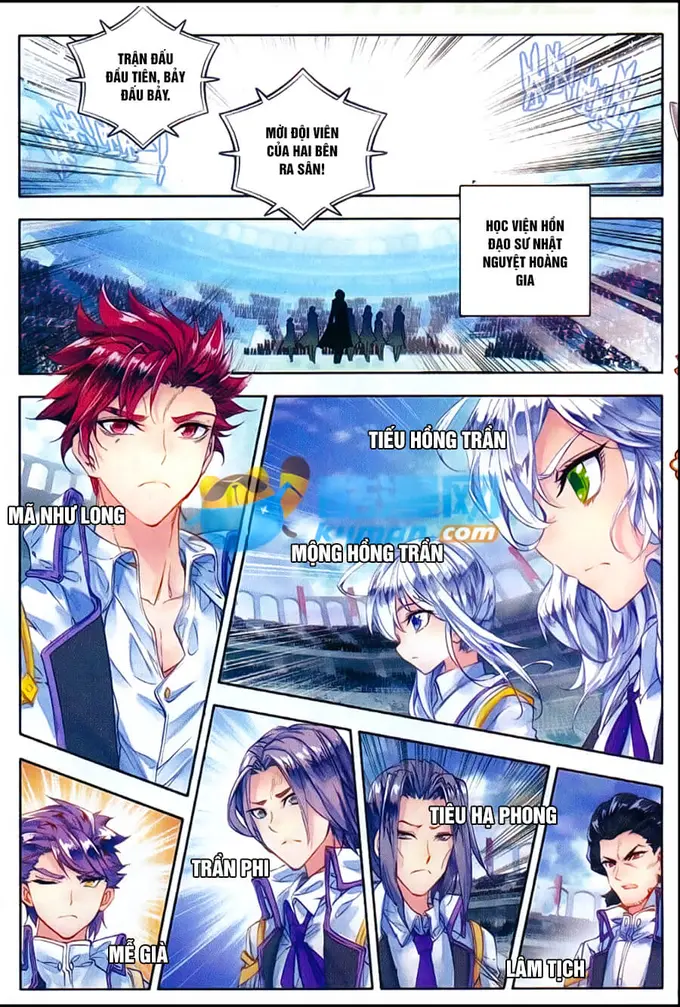 TRẬN ĐẤU
ĐẦU TIÊN, BẢY
ĐẤU BẢY.
MỜI ĐỘI VIÊN
CỦA HAI BÊN
RA SÂN!
HỌC VIỆN HỒN
ĐẠO SƯ NHẬT
NGUYỆT HOÀNG
GIA
TIẾU HỒNG TRẦN
MÃ NHƯ LONG
MỘNG HỒNG TRẦN
.com
TIÊU HẠ PHONG
TRẦN PHI
MỄ GIÀ
LÂM TỊCH